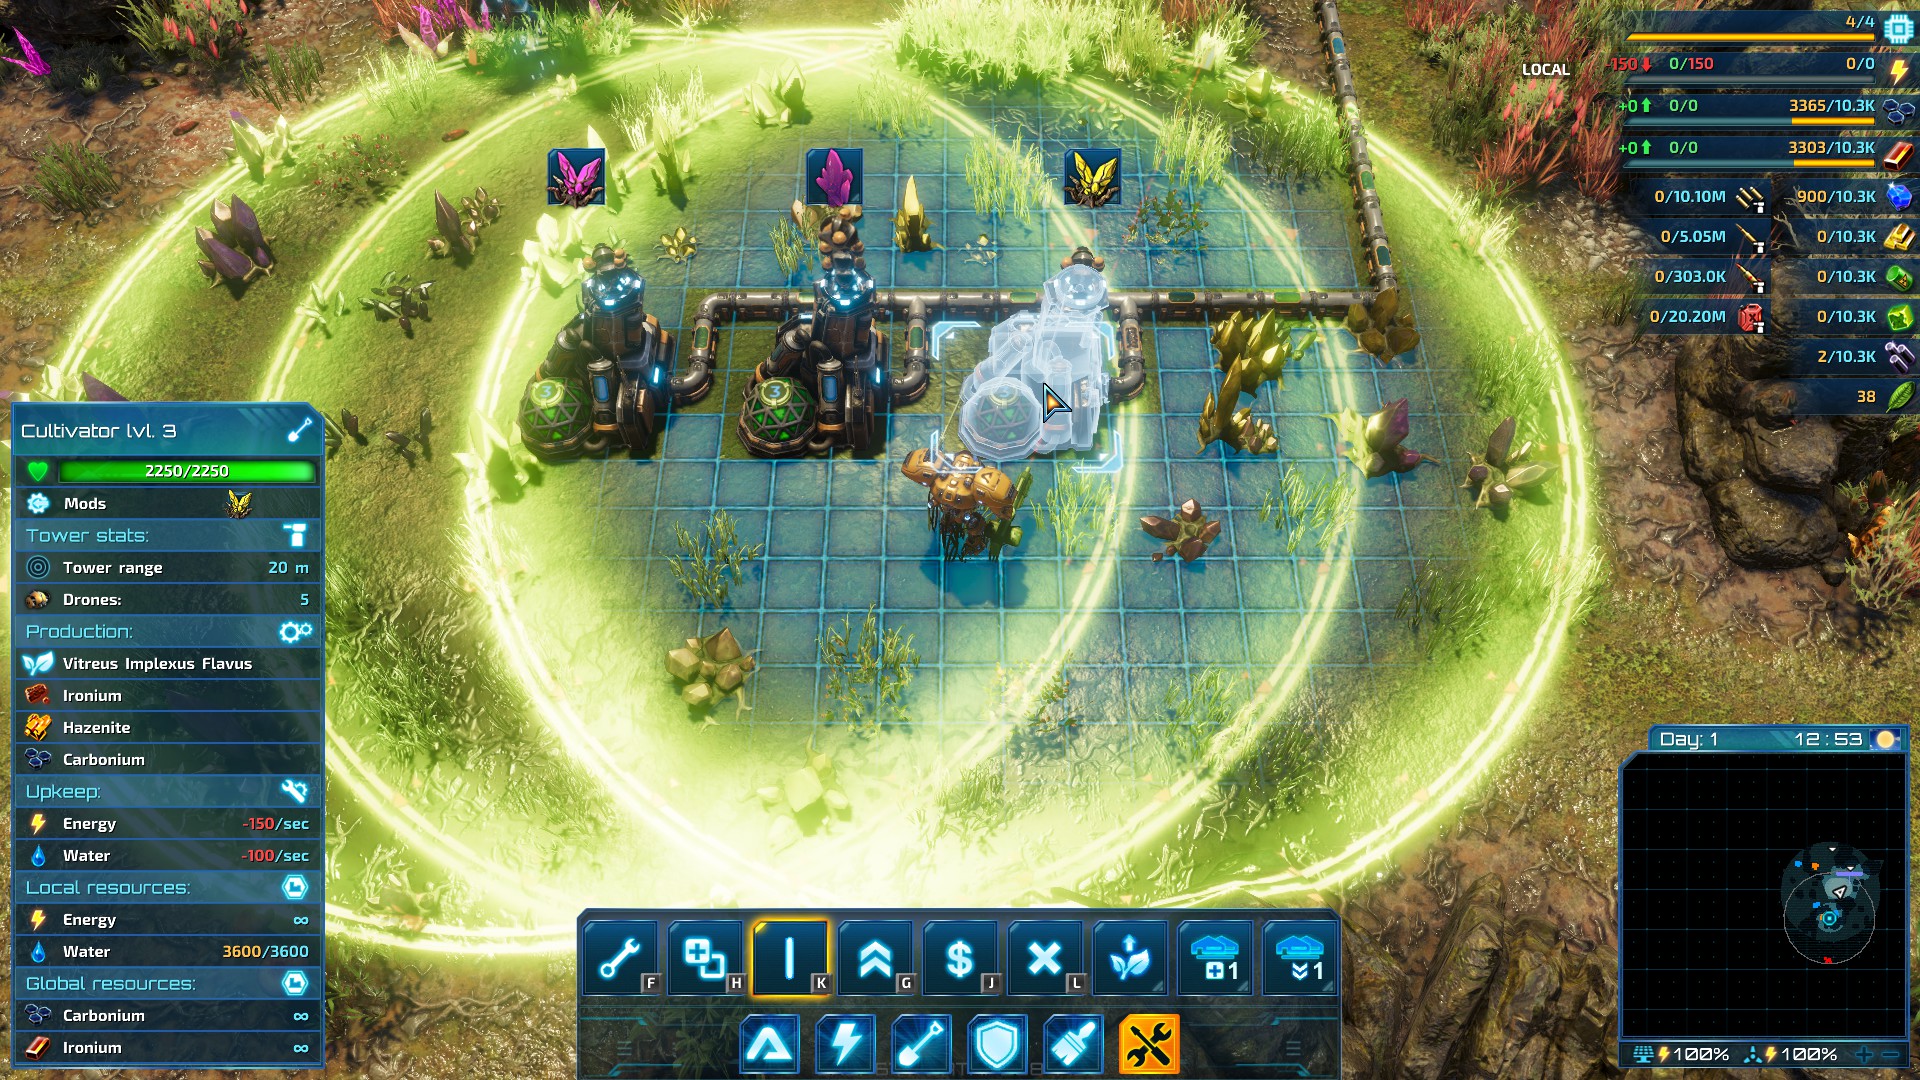 4/4
LOCAL
-150 0/150 0/0
+0 0/0 3365/10.3K
+0 0/0 3303/10.3K
0/10.10M 900/10.3K
0/5.05M 0/10.3K
0/303.0K 0/10.3K
0/20.20M 0/10.3K
2/10.3K
38
3
3
Cultivator lvl. 3
2250/2250
Mods
Tower stats:
Tower range 20 m
Drones: 5
Production:
Vitreus Implexus Flavus
Ironium
Hazenite
Carbonium
Upkeep:
Energy -150/sec
Water -100/sec
Local resources:
Energy ∞
Water 3600/3600
Global resources:
Carbonium ∞
Ironium ∞
F H K G J L 1 1
Day: 1 12:53
100% 100%